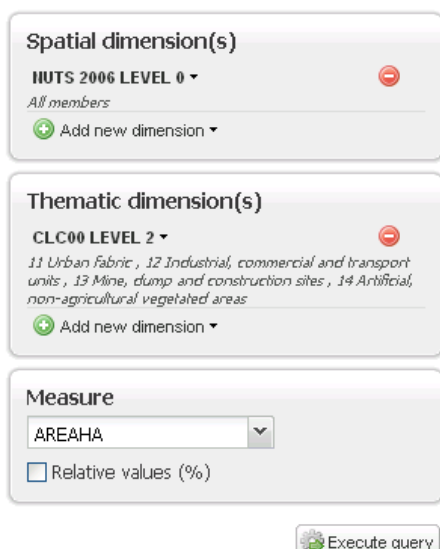 Spatial dimension(s)
NUTS 2006 LEVEL 0
All members
Add new dimension
Thematic dimension(s)
CLC00 LEVEL 2
11 Urban fabric , 12 Industrial, commercial and transport
units , 13 Mine, dump and construction sites , 14 Artificial,
non-agricultural vegetated areas
Add new dimension
Measure
AREAHA
Relative values (%)
Execute query